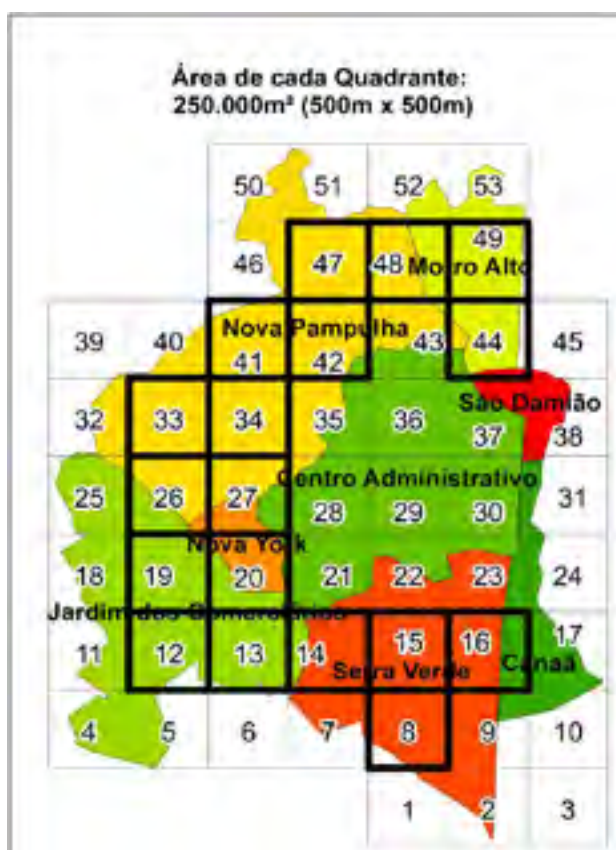 Área de cada Quadrante:
250.000m² (500m x 500m)
50 51 52 53
49
46 47 48 Morro Alto
Nova Pampulha
39 40 41 42 43 44 45
São Damião
32 33 34 35 36 37 38
Centro Administrativo
25 26 27 28 29 30 31
Nova York
18 19 20 21 22 23 24
Jardim dos Comerciários
11 12 13 14 15 16 17
Serra Verde Canaã
4 5 6 7 8 9 10
1 2 3